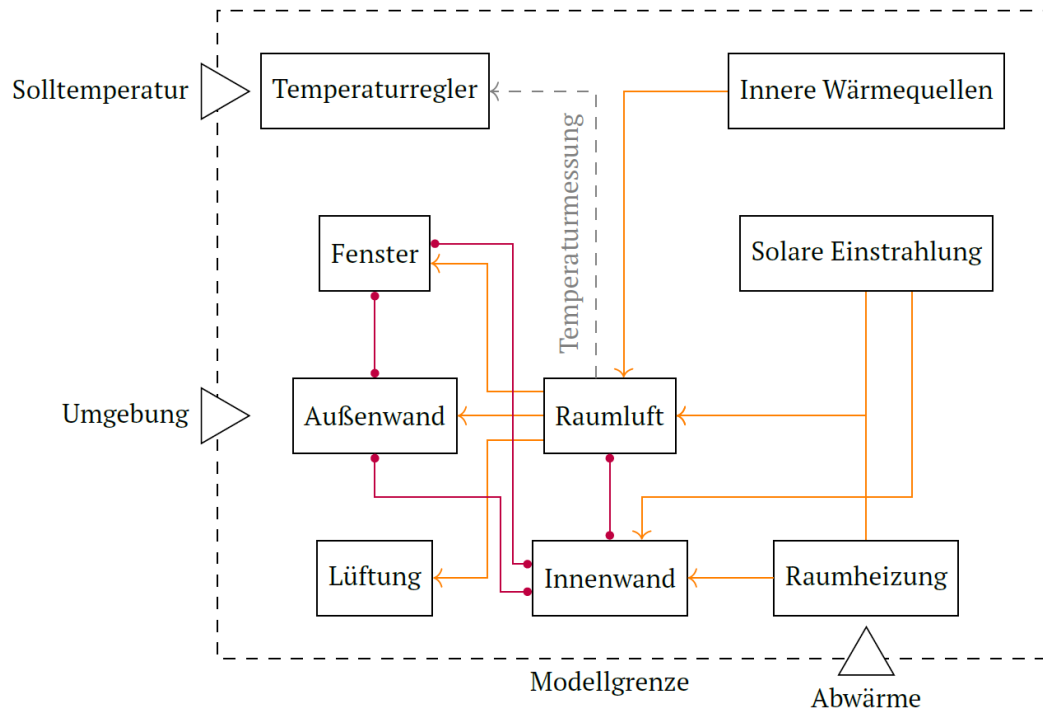 Solltemperatur
Temperaturregler
Innere Wärmequellen
Temperaturmessung
Fenster
Solare Einstrahlung
Umgebung
Außenwand
Raumluft
Lüftung
Innenwand
Raumheizung
Modellgrenze
Abwärme